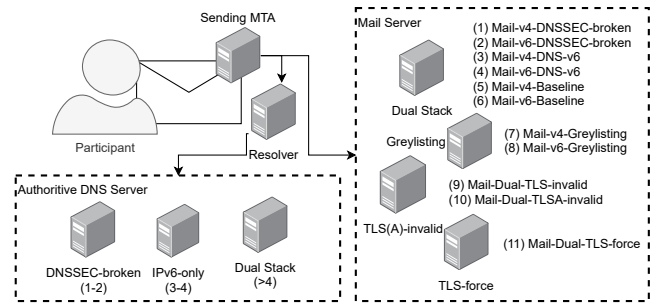 Sending MTA
Participant
Resolver
Mail Server
Dual Stack
(1) Mail-v4-DNSSEC-broken
(2) Mail-v6-DNSSEC-broken
(3) Mail-v4-DNS-v6
(4) Mail-v6-DNS-v6
(5) Mail-v4-Baseline
(6) Mail-v6-Baseline
Greylisting
(7) Mail-v4-Greylisting
(8) Mail-v6-Greylisting
TLS(A)-invalid
(9) Mail-Dual-TLS-invalid
(10) Mail-Dual-TLSA-invalid
TLS-force
(11) Mail-Dual-TLS-force
Authoritive DNS Server
DNSSEC-broken
(1-2)
IPv6-only
(3-4)
Dual Stack
(>4)